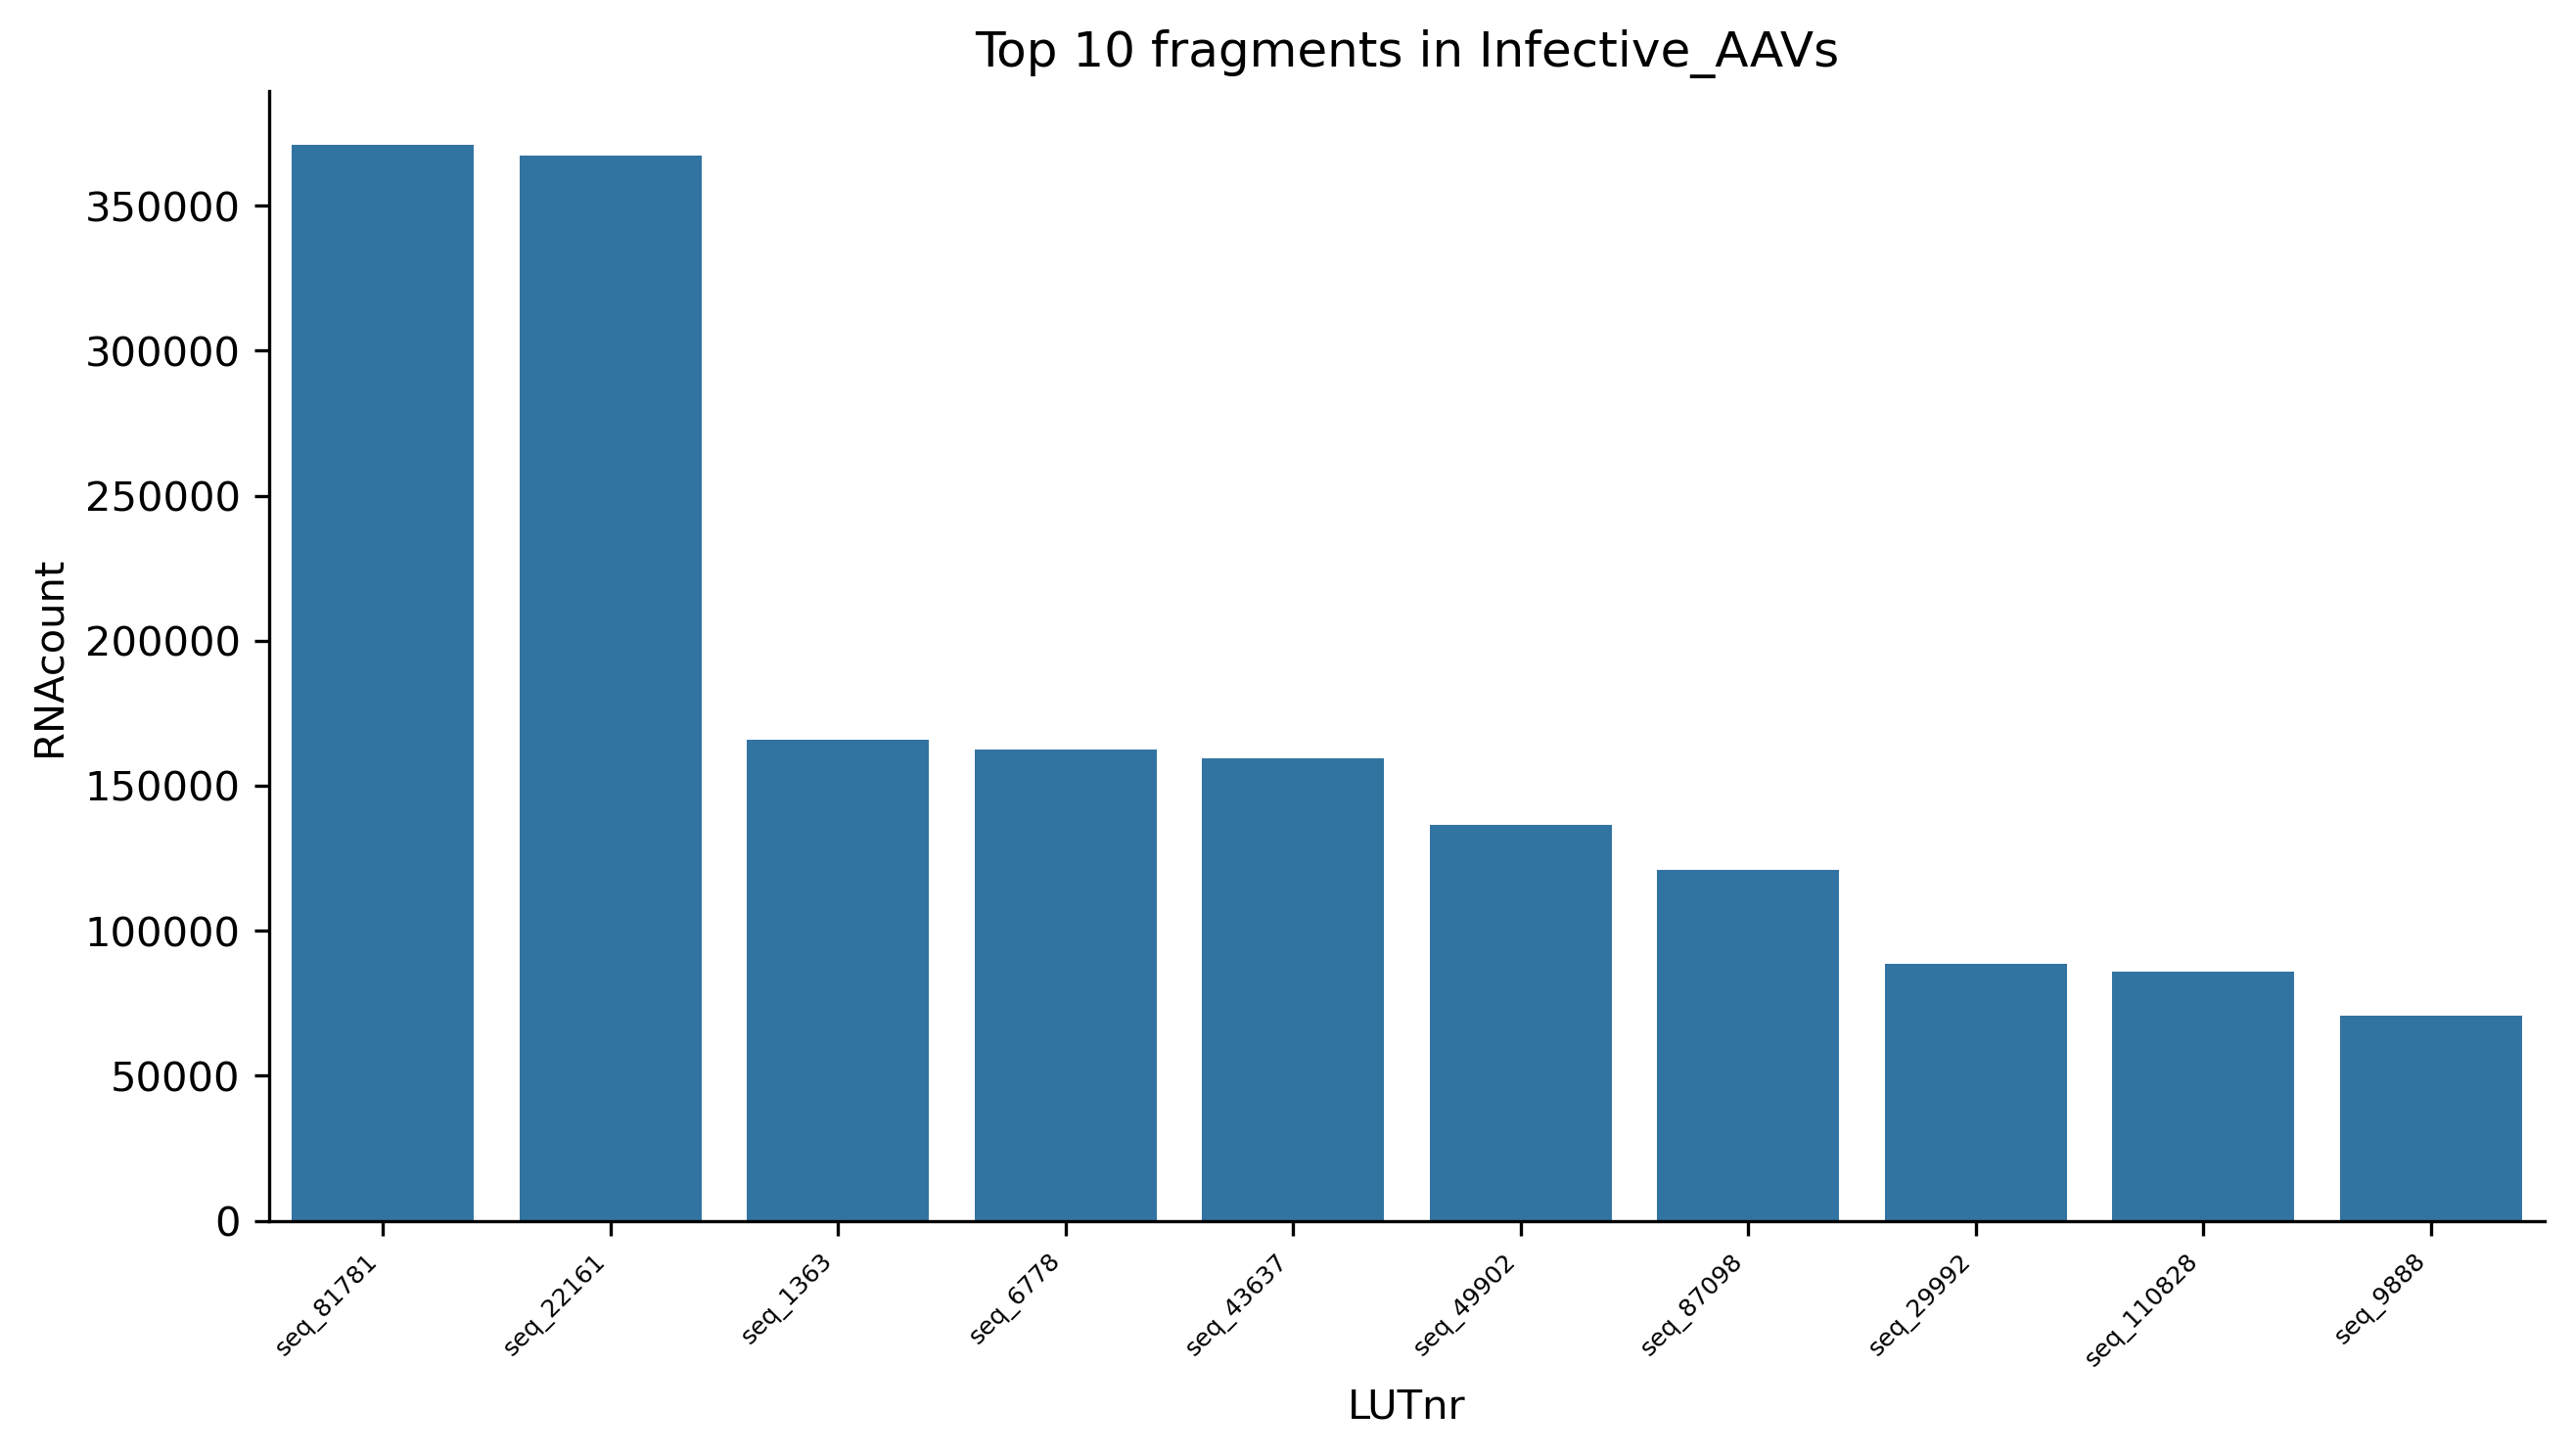 Top 10 fragments in Infective_AAVs
RNAcount
350000
300000
250000
200000
150000
100000
50000
0
seq_81781
seq_22161
seq_1363
seq_6778
seq_43637
seq_49902
seq_87098
seq_29992
seq_110828
seq_9888
LUTnr